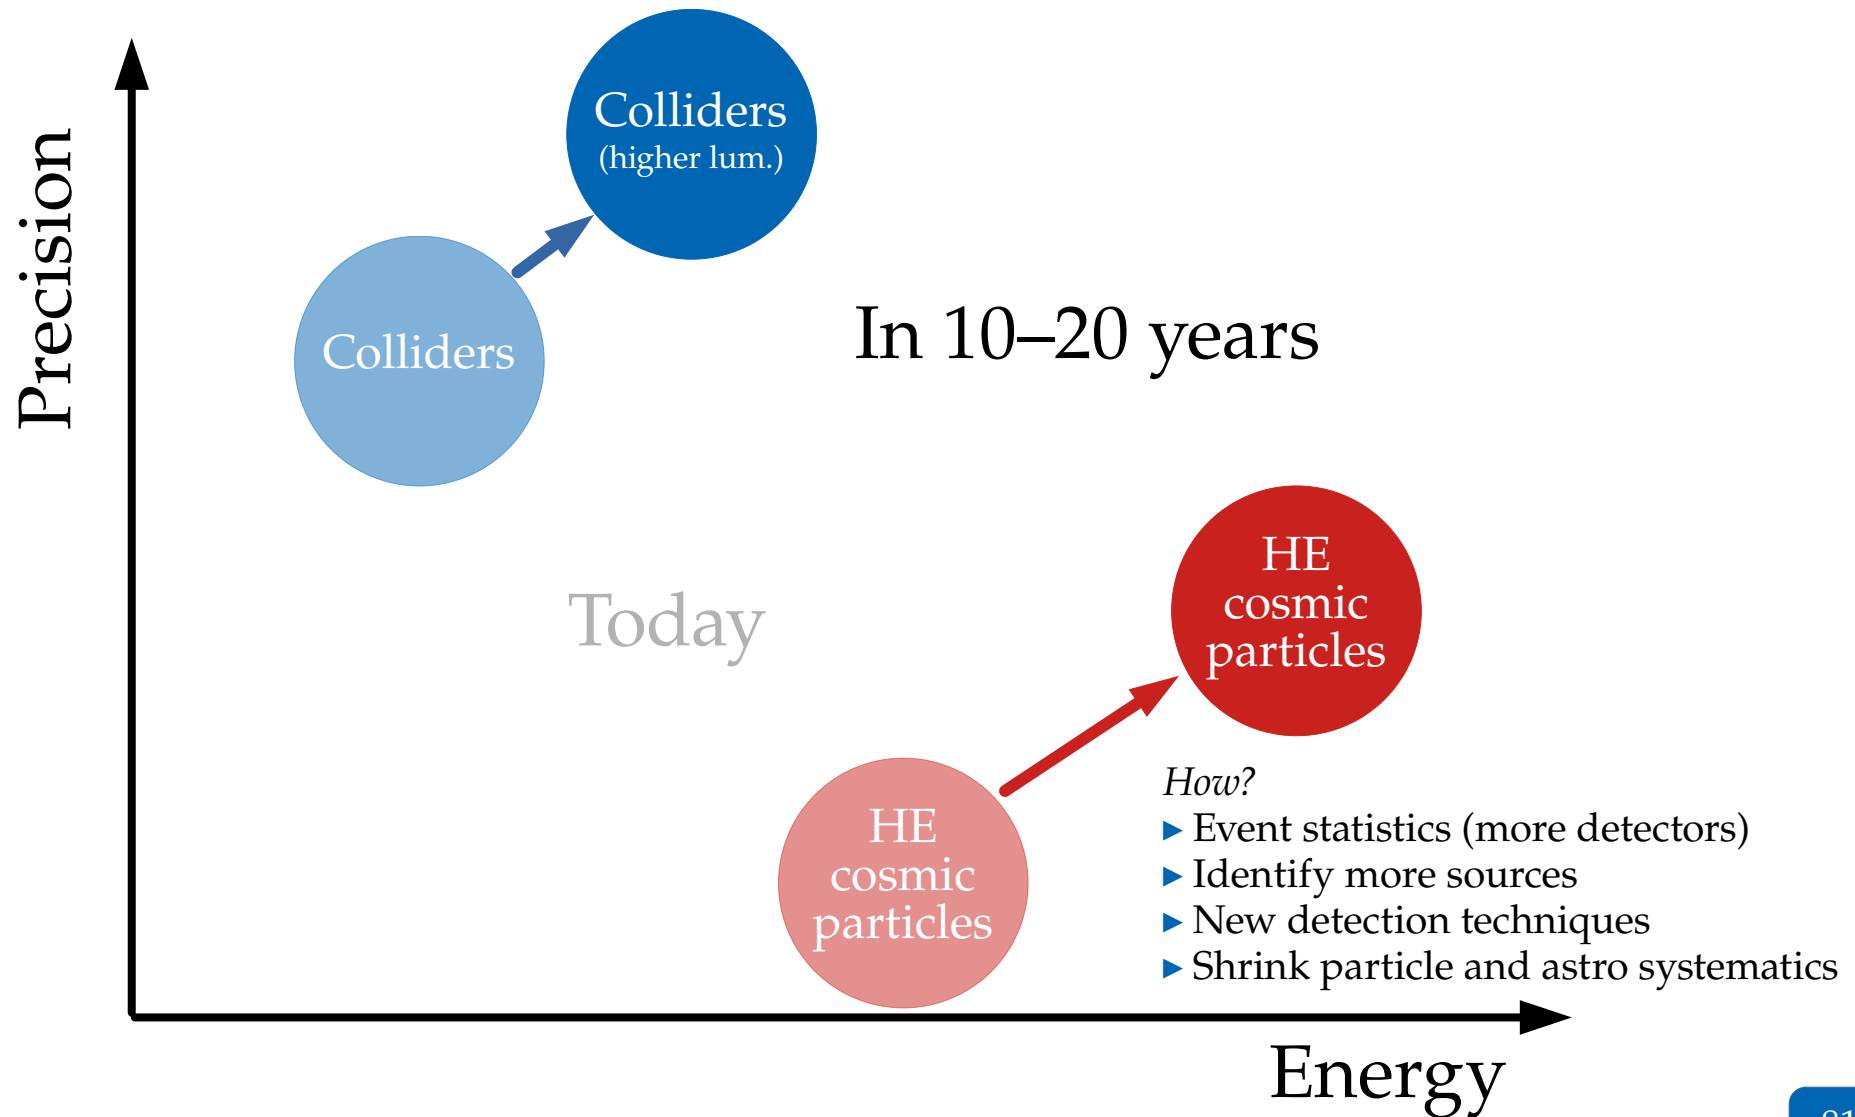 Precision
Colliders
(higher lum.)
Colliders
In 10–20 years
Today
HE
cosmic
particles
HE
cosmic
particles
How?
▸ Event statistics (more detectors)
▸ Identify more sources
▸ New detection techniques
▸ Shrink particle and astro systematics
Energy